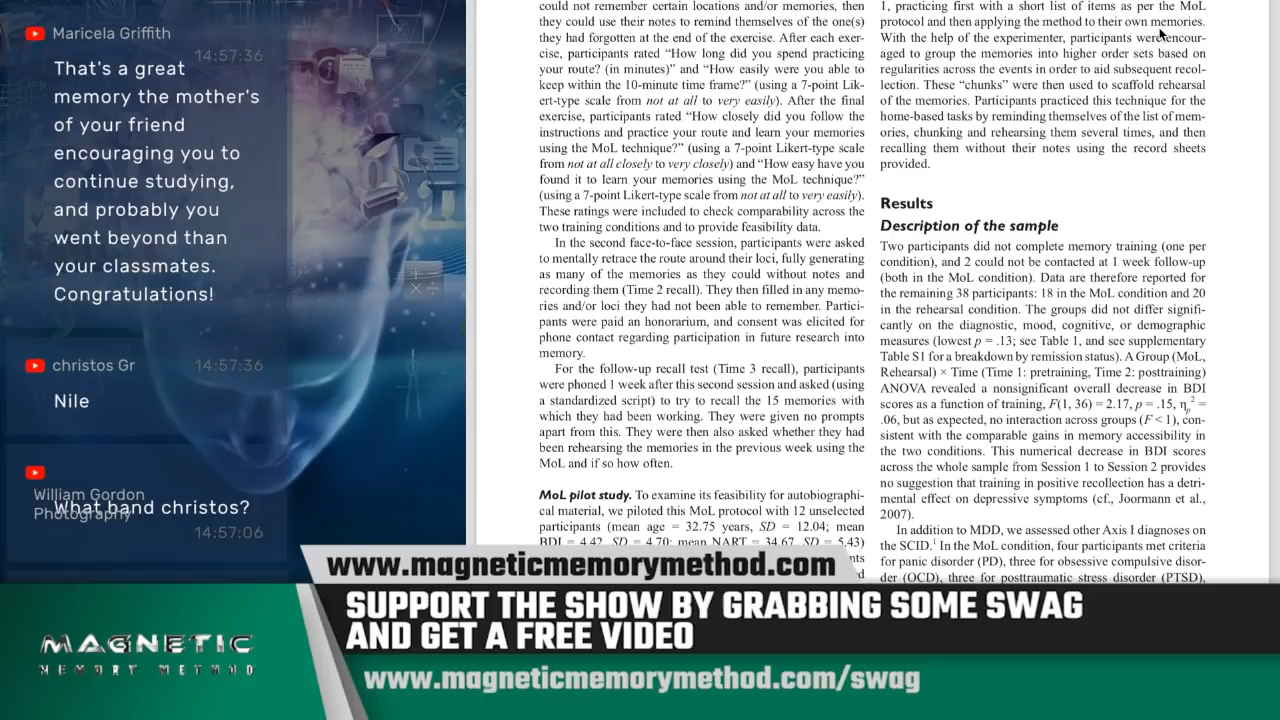 Maricela Griffith
14:57:36
That's a great
memory the mother's
of your friend
encouraging you to
continue studying,
and probably you
went beyond than
your classmates.
Congratulations!
christos Gr
14:57:36
Nile
William Gordon
Photography
What band christos?
14:57:06
could not remember certain locations and/or memories, then
they could use their notes to remind themselves of the one(s)
they had forgotten at the end of the exercise. After each exer-
cise, participants rated “How long did you spend practicing
your route? (in minutes)” and “How easily were you able to
keep within the 10-minute time frame?” (using a 7-point Lik-
ert-type scale from not at all to very easily). After the final
exercise, participants rated “How closely did you follow the
instructions and practice your route and learn your memories
using the MoL technique?” (using a 7-point Likert-type scale
from not at all closely to very closely) and “How easy have you
found it to learn your memories using the MoL technique?”
(using a 7-point Likert-type scale from not at all to very easily).
These ratings were included to check comparability across the
two training conditions and to provide feasibility data.
In the second face-to-face session, participants were asked
to mentally retrace the route around their loci, fully generating
as many of the memories as they could without notes and
recording them (Time 2 recall). They then filled in any memo-
ries and/or loci they had not been able to remember. Partici-
pants were paid an honorarium, and consent was elicited for
phone contact regarding participation in future research into
memory.
For the follow-up recall test (Time 3 recall), participants
were phoned 1 week after this second session and asked (using
a standardized script) to try to recall the 15 memories with
which they had been working. They were given no prompts
apart from this. They were then also asked whether they had
been rehearsing the memories in the previous week using the
MoL and if so how often.
MoL pilot study. To examine its feasibility for autobiographi-
cal material, we piloted this MoL protocol with 12 unselected
participants (mean age = 32.75 years, SD = 12.04; mean
BDI = 4.42, SD = 4.70; mean NART = 34.67, SD = 5.43)
1, practicing first with a short list of items as per the MoL
protocol and then applying the method to their own memories.
With the help of the experimenter, participants were encour-
aged to group the memories into higher order sets based on
regularities across the events in order to aid subsequent recol-
lection. These “chunks” were then used to scaffold rehearsal
of the memories. Participants practiced this technique for the
home-based tasks by reminding themselves of the list of mem-
ories, chunking and rehearsing them several times, and then
recalling them without their notes using the record sheets
provided.
Results
Description of the sample
Two participants did not complete memory training (one per
condition), and 2 could not be contacted at 1 week follow-up
(both in the MoL condition). Data are therefore reported for
the remaining 38 participants: 18 in the MoL condition and 20
in the rehearsal condition. The groups did not differ signifi-
cantly on the diagnostic, mood, cognitive, or demographic
measures (lowest p = .13; see Table 1, and see supplementary
Table S1 for a breakdown by remission status). A Group (MoL,
Rehearsal) × Time (Time 1: pretraining, Time 2: posttraining)
ANOVA revealed a nonsignificant overall decrease in BDI
scores as a function of training, F(1, 36) = 2.17, p = .15, ηp² =
.06, but as expected, no interaction across groups (F < 1), con-
sistent with the comparable gains in memory accessibility in
the two conditions. This numerical decrease in BDI scores
across the whole sample from Session 1 to Session 2 provides
no suggestion that training in positive recollection has a detri-
mental effect on depressive symptoms (cf., Joormann et al.,
2007).
In addition to MDD, we assessed other Axis I diagnoses on
the SCID.¹ In the MoL condition, four participants met criteria
for panic disorder (PD), three for obsessive compulsive disor-
der (OCD), three for posttraumatic stress disorder (PTSD),
www.magneticmemorymethod.com
SUPPORT THE SHOW BY GRABBING SOME SWAG
AND GET A FREE VIDEO
www.magneticmemorymethod.com/swag
MAGNETIC
MEMORY METHOD